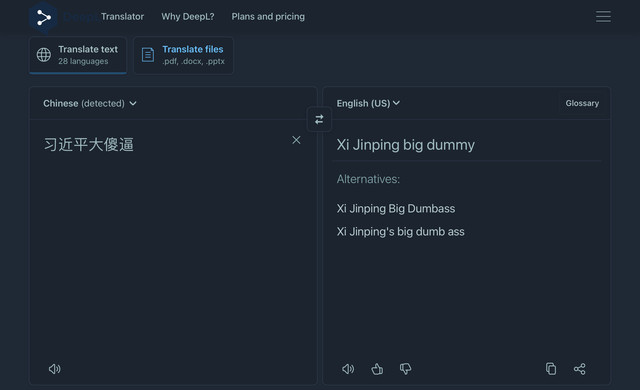 Translator Why DeepL? Plans and pricing
Translate text
28 languages
Translate files
.pdf, .docx, .pptx
Chinese (detected)
English (US)
Glossary
习近平大傻逼
Xi Jinping big dummy
Alternatives:
Xi Jinping Big Dumbass
Xi Jinping's big dumb ass